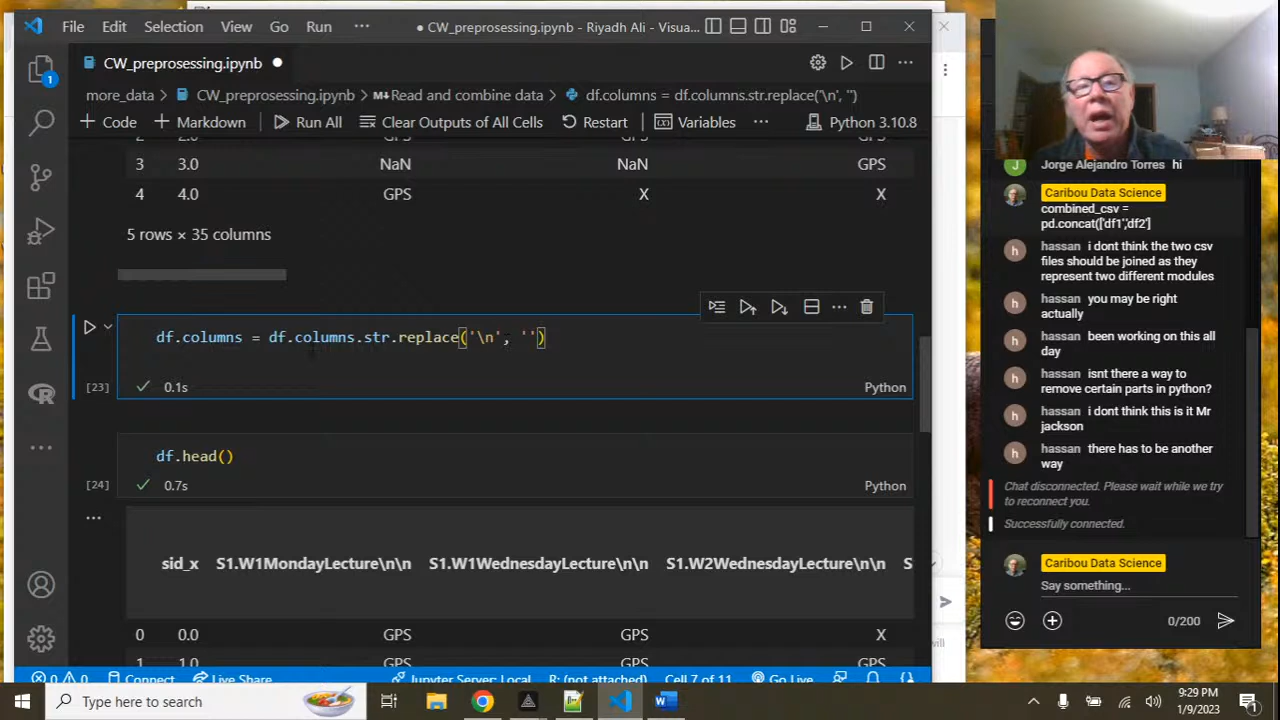 File Edit Selection View Go Run ··· ● CW_preprosessing.ipynb - Riyadh Ali - Visua...
CW_preprosessing.ipynb ●
more_data > CW_preprosessing.ipynb > M↓Read and combine data > df.columns = df.columns.str.replace('\n', '')
+ Code + Markdown Run All Clear Outputs of All Cells Restart Variables ··· Python 3.10.8
3 3.0 NaN NaN GPS
4 4.0 GPS X X
5 rows × 35 columns
df.columns = df.columns.str.replace('\n', '')
[23] 0.1s Python
df.head()
[24] 0.7s Python
...
sid_x S1.W1MondayLecture\n\n S1.W1WednesdayLecture\n\n S1.W2WednesdayLecture\n\n S
0 0.0 GPS GPS X
1 1.0 GPS GPS GPS
0 0 Connect Live Share Jupyter Server: Local R: (not attached) Cell 7 of 11 Go Live
1
R
J Jorge Alejandro Torres hi
Caribou Data Science
combined_csv =
pd.concat(['df1','df2']
h hassan i dont think the two csv
files should be joined as they
represent two different modules
h hassan you may be right
actually
h hassan been working on this all
day
h hassan isnt there a way to
remove certain parts in python?
h hassan i dont think this is it Mr
jackson
h hassan there has to be another
way
Chat disconnected. Please wait while we try
to reconnect you.
Successfully connected.
Caribou Data Science
Say something...
0/200
will
Type here to search
9:29 PM
1/9/2023
1